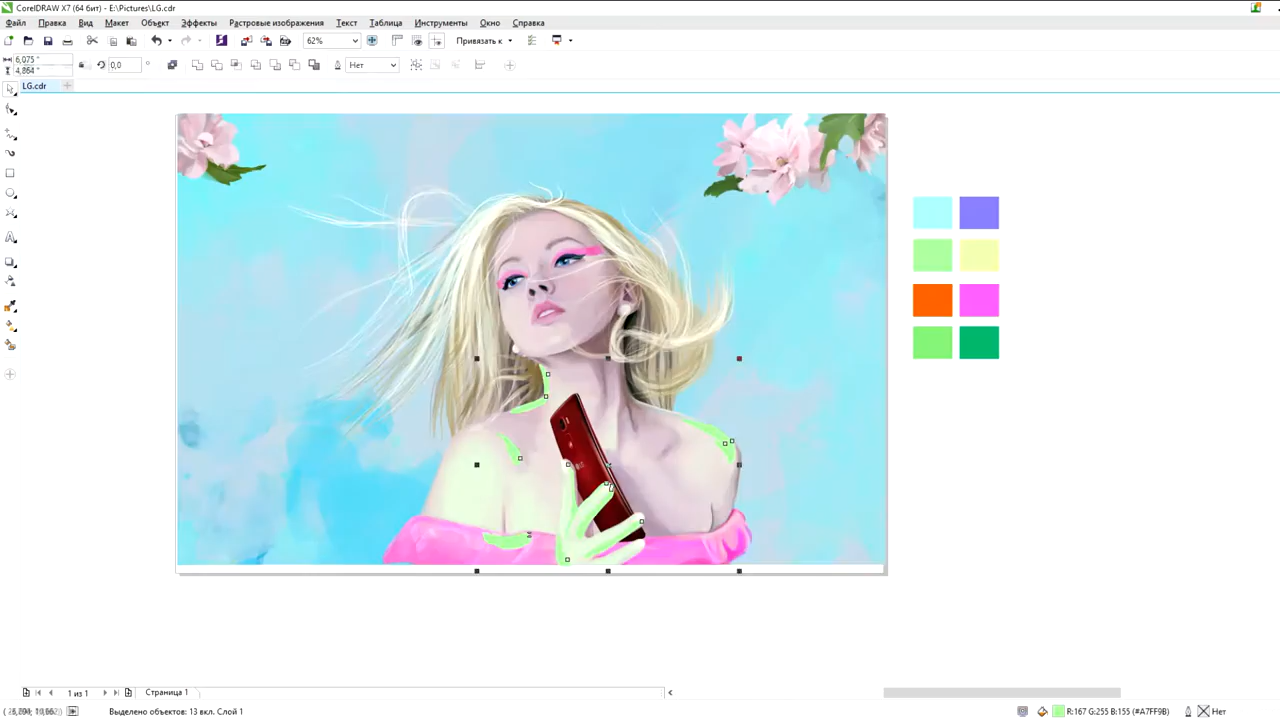 CorelDRAW X7 (64 бит) - E:\Pictures\LG.cdr
Файл Правка Вид Макет Объект Эффекты Растровые изображения Текст Таблица Инструменты Окно Справка
62% Привязать к
6,075 "
4,864 "
0,0 ° Нет
LG.cdr
1 из 1 Страница 1
Выделено объектов: 13 вкл. Слой 1 R:167 G:255 B:155 (#A7FF9B) Нет